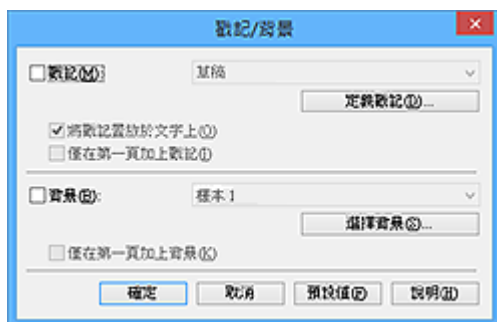 戳記/背景
戳記(M): 草稿
定義戳記(D)...
將戳記置放於文字上(O)
僅在第一頁加上戳記(I)
背景(B): 樣本 1
選擇背景(S)...
僅在第一頁加上背景(K)
確定 取消 預設值(F) 說明(H)